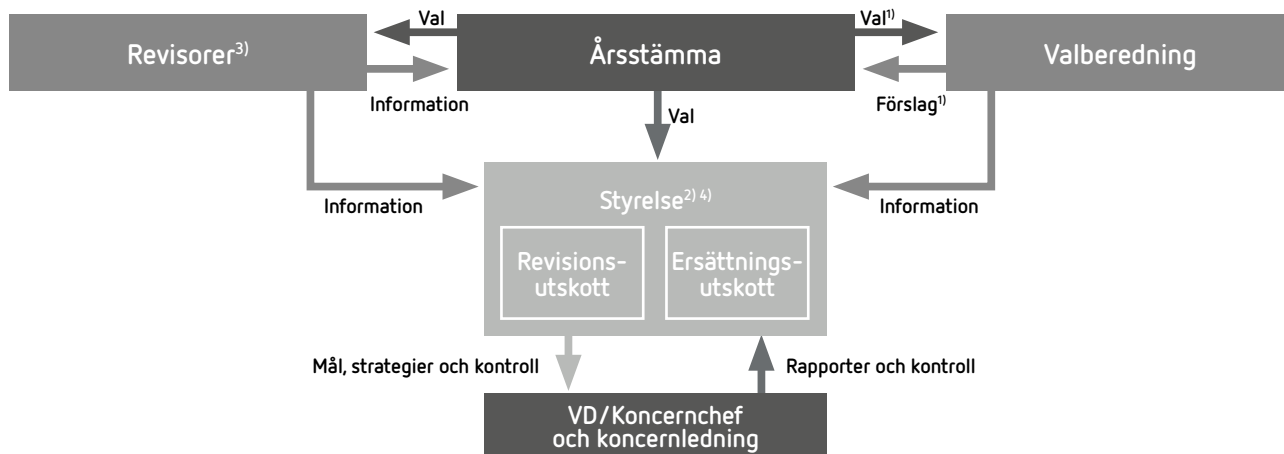 Val
Val1)
Revisorer3)
Årsstämma
Valberedning
Information
Förslag1)
Val
Information
Styrelse2) 4)
Information
Revisions-
utskott
Ersättnings-
utskott
Mål, strategier och kontroll
Rapporter och kontroll
VD/Koncernchef
och koncernledning